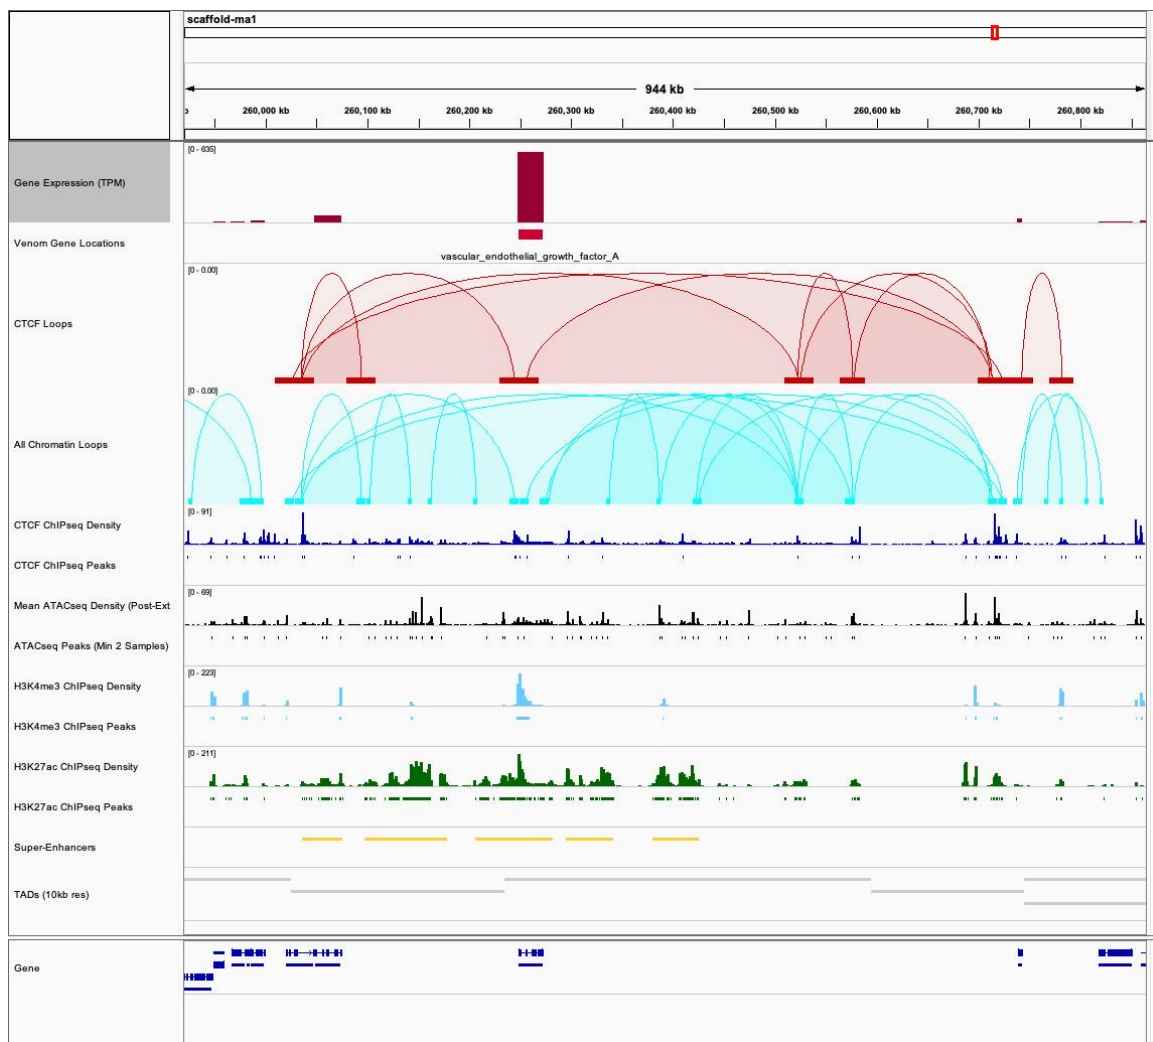 scaffold-ma1
944 kb
260,000 kb 260,100 kb 260,200 kb 260,300 kb 260,400 kb 260,500 kb 260,600 kb 260,700 kb 260,800 kb
[0 - 635]
Gene Expression (TPM)
Venom Gene Locations
vascular_endothelial_growth_factor_A
[0 - 0.00]
CTCF Loops
[0 - 0.00]
All Chromatin Loops
[0 - 91]
CTCF ChIPseq Density
CTCF ChIPseq Peaks
[0 - 69]
Mean ATACseq Density (Post-Ext
ATACseq Peaks (Min 2 Samples)
[0 - 223]
H3K4me3 ChIPseq Density
H3K4me3 ChIPseq Peaks
[0 - 211]
H3K27ac ChIPseq Density
H3K27ac ChIPseq Peaks
Super-Enhancers
TADs (10kb res)
Gene